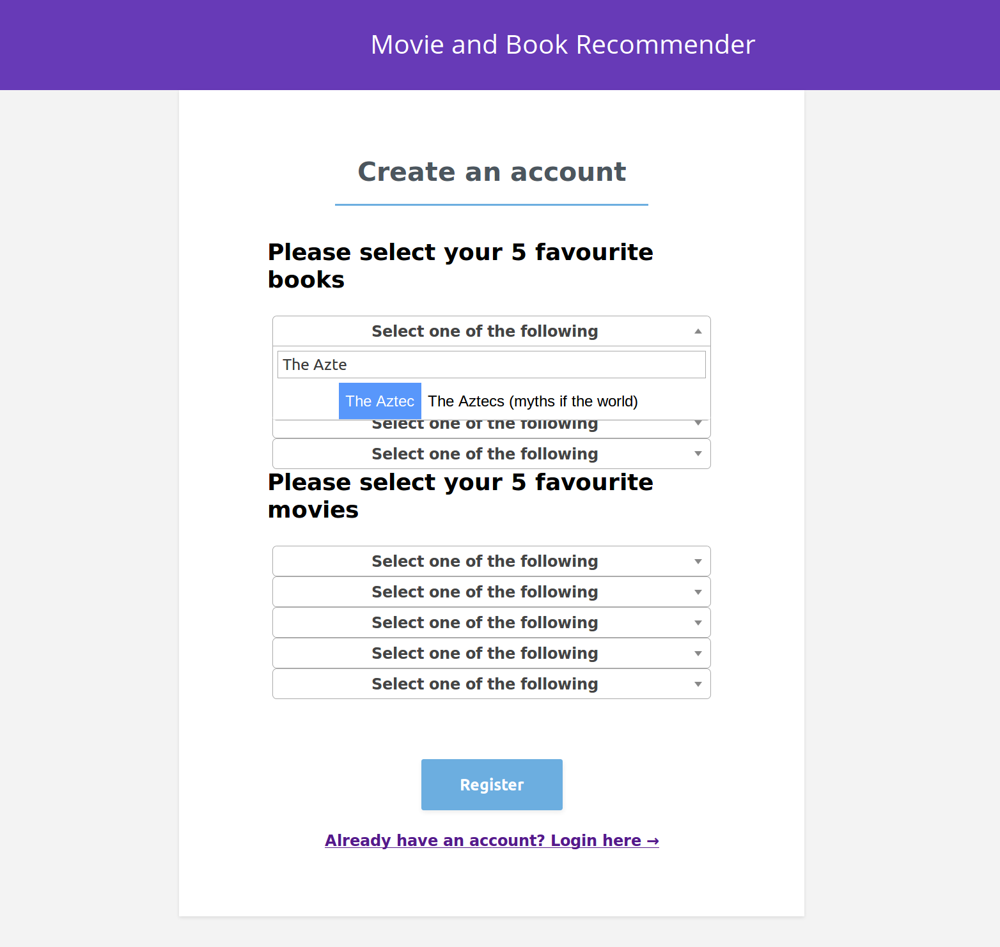 Movie and Book Recommender
Create an account
Please select your 5 favourite
books
Select one of the following
The Azte
The Aztec The Aztecs (myths if the world)
Select one of the following
Select one of the following
Please select your 5 favourite
movies
Select one of the following
Select one of the following
Select one of the following
Select one of the following
Select one of the following
Register
Already have an account? Login here →